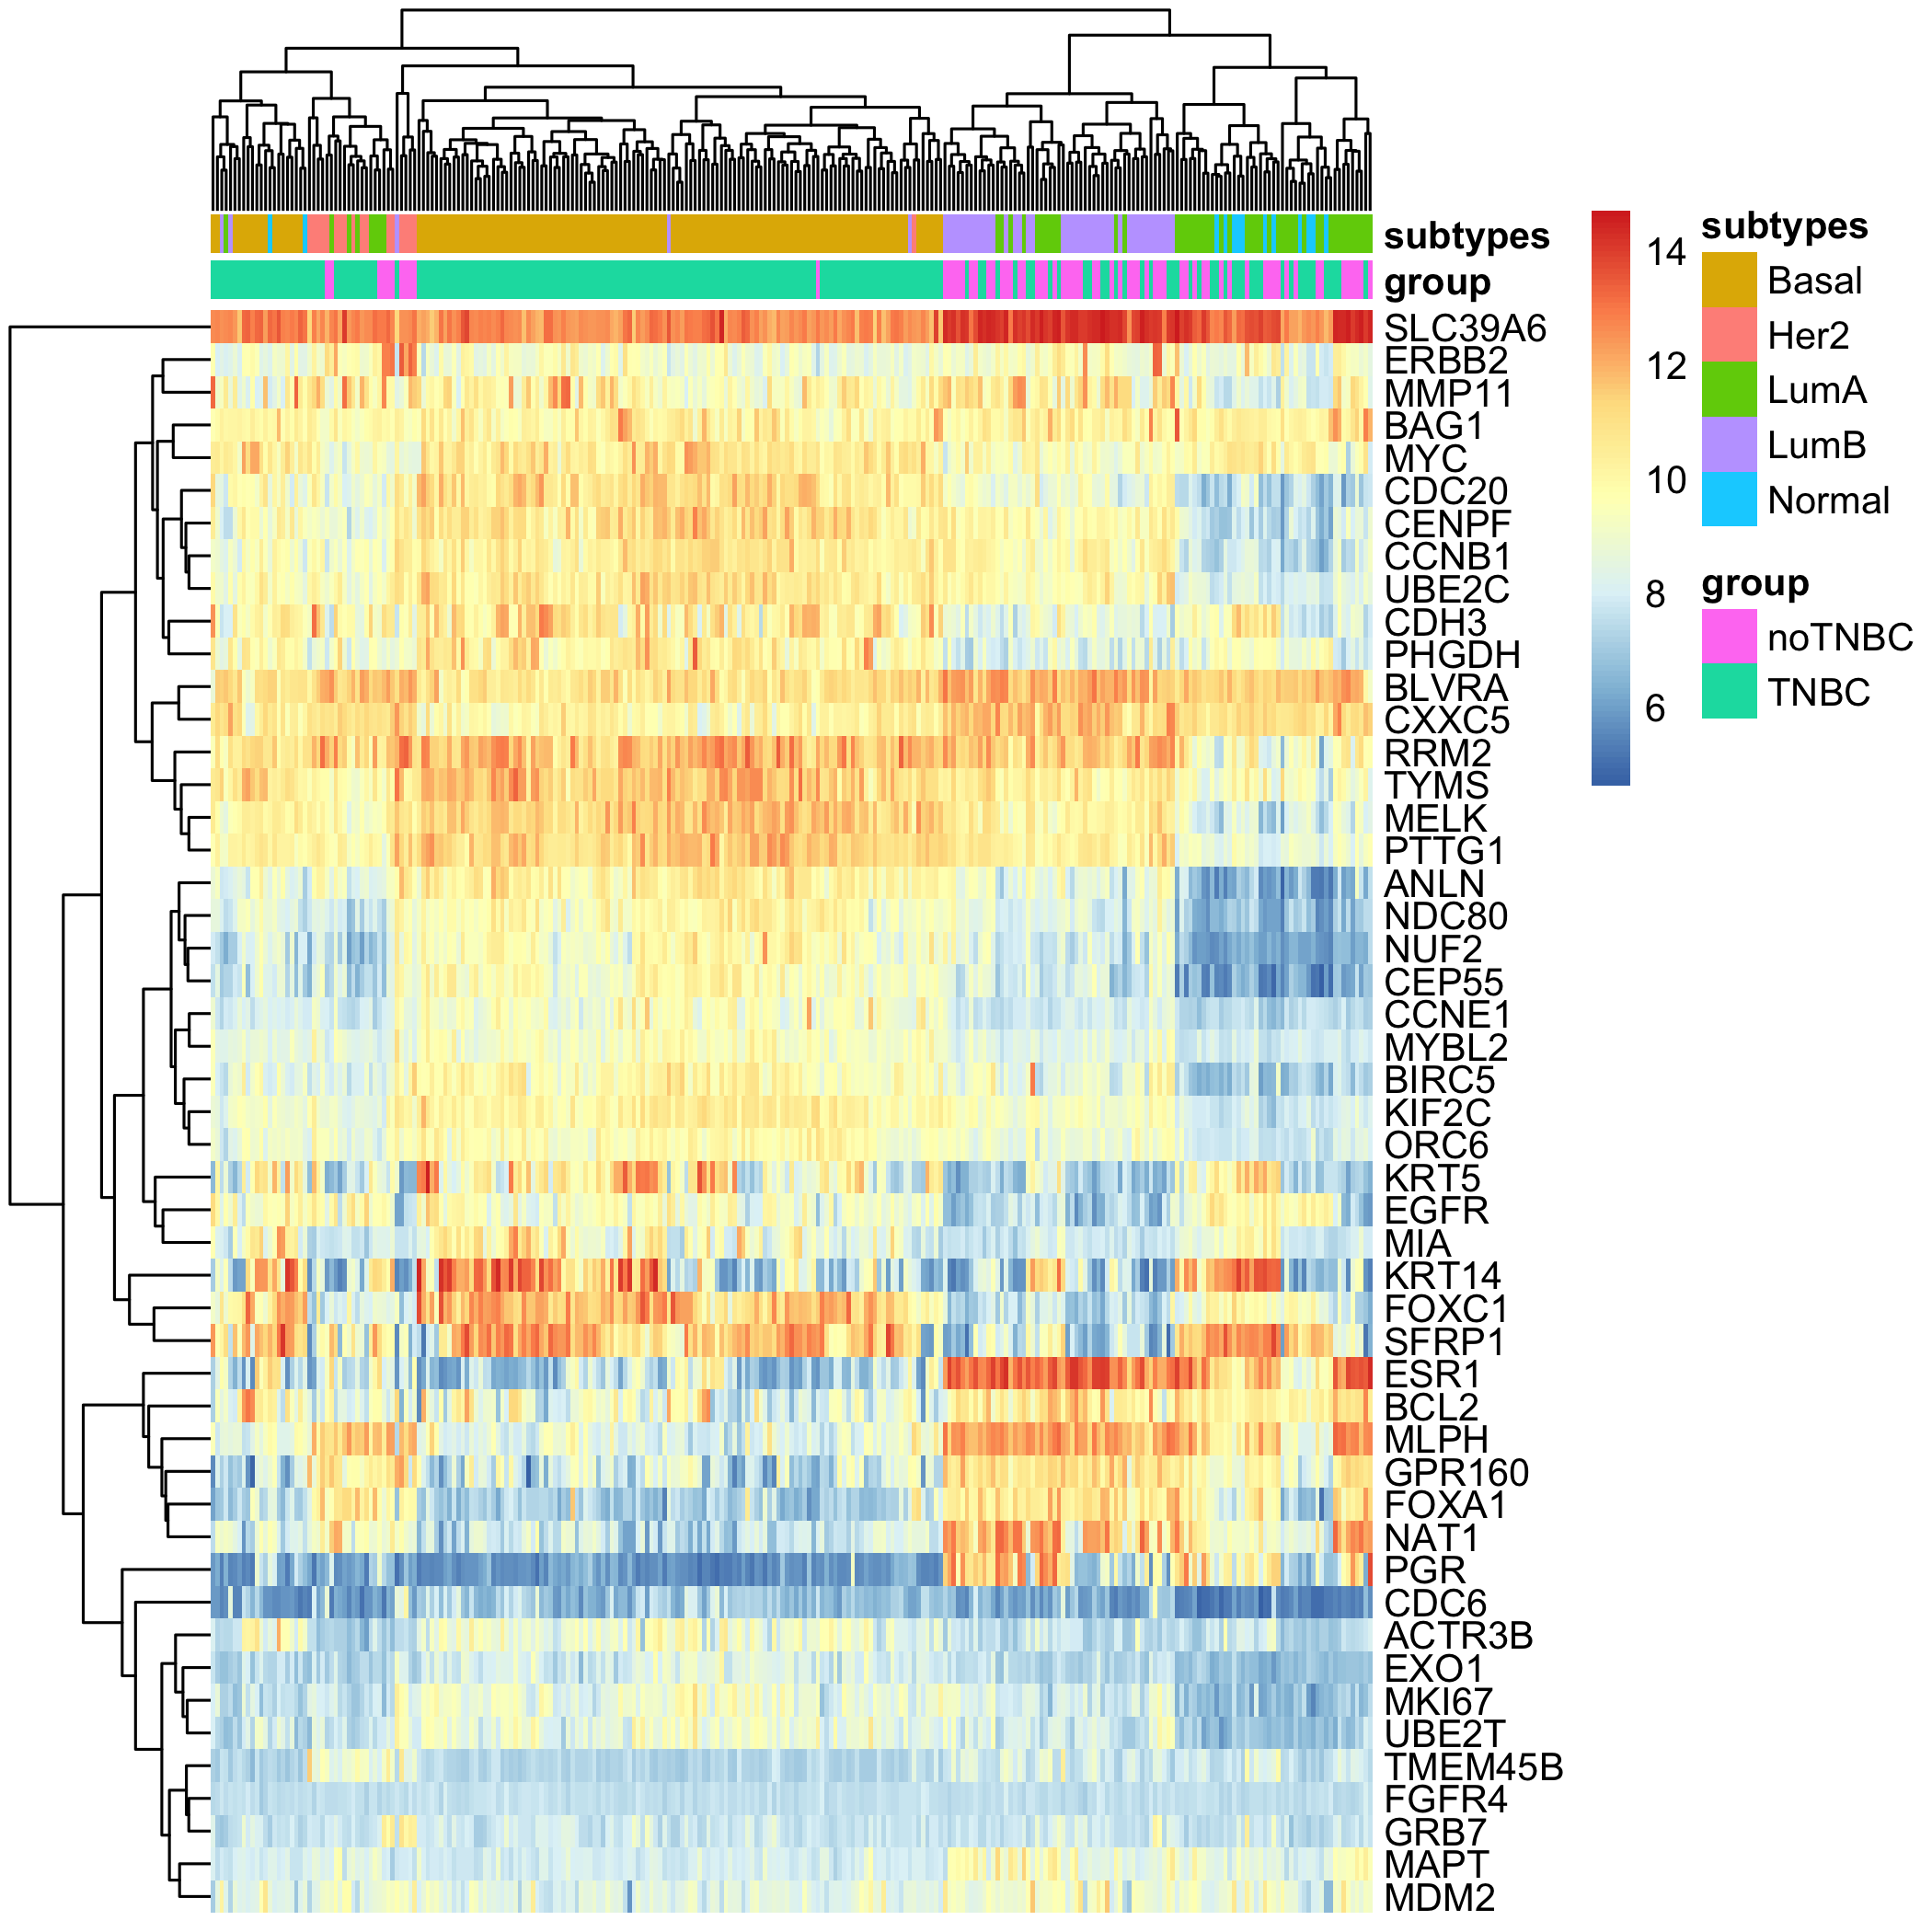 subtypes
group
SLC39A6
ERBB2
MMP11
BAG1
MYC
CDC20
CENPF
CCNB1
UBE2C
CDH3
PHGDH
BLVRA
CXXC5
RRM2
TYMS
MELK
PTTG1
ANLN
NDC80
NUF2
CEP55
CCNE1
MYBL2
BIRC5
KIF2C
ORC6
KRT5
EGFR
MIA
KRT14
FOXC1
SFRP1
ESR1
BCL2
MLPH
GPR160
FOXA1
NAT1
PGR
CDC6
ACTR3B
EXO1
MKI67
UBE2T
TMEM45B
FGFR4
GRB7
MAPT
MDM2
14
12
10
8
6
subtypes
Basal
Her2
LumA
LumB
Normal
group
noTNBC
TNBC